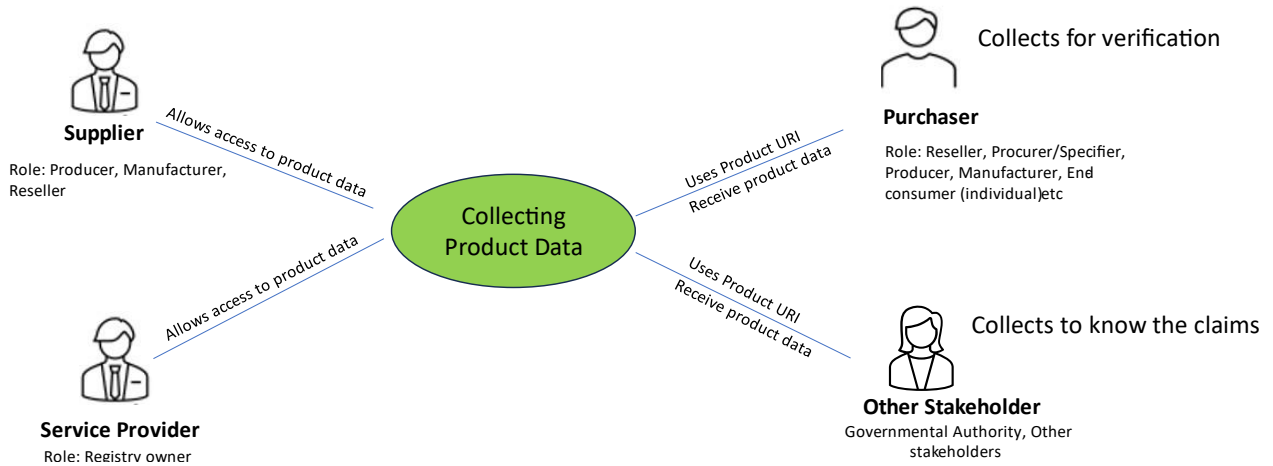 Supplier
Role: Producer, Manufacturer,
Reseller
Allows access to product data
Service Provider
Role: Registry owner
Allows access to product data
Collecting
Product Data
Uses Product URI
Receive product data
Collects for verification
Purchaser
Role: Reseller, Procurer/Specifier,
Producer, Manufacturer, End
consumer (individual)etc
Uses Product URI
Receive product data
Collects to know the claims
Other Stakeholder
Governmental Authority, Other
stakeholders